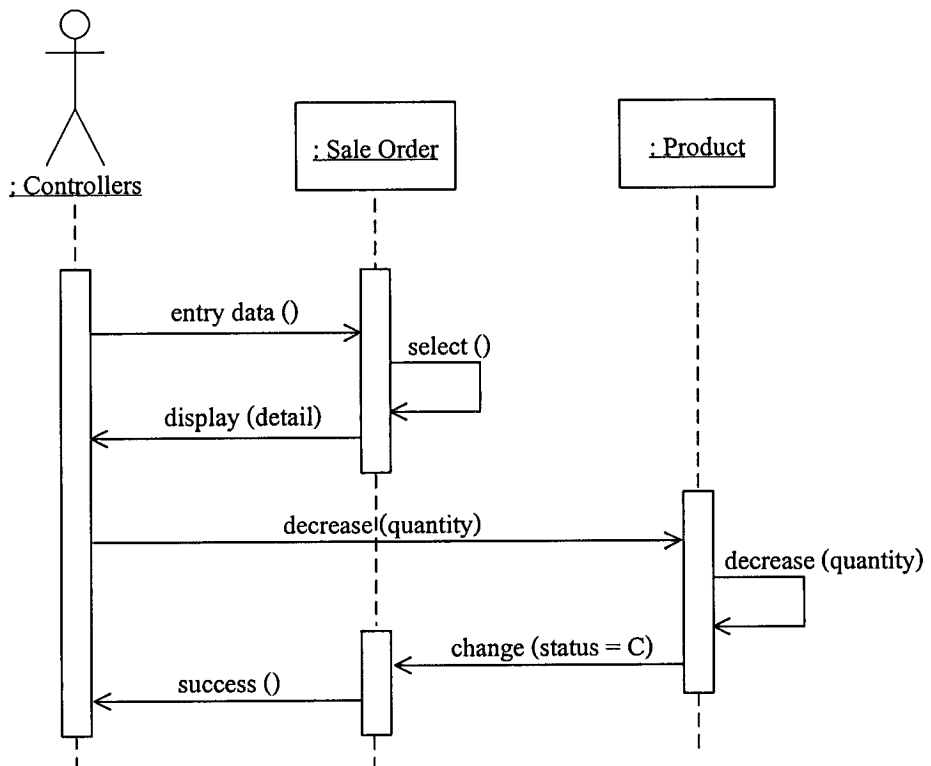 : Controllers
: Sale Order
: Product
entry data ()
select ()
display (detail)
decrease (quantity)
decrease (quantity)
change (status = C)
success ()